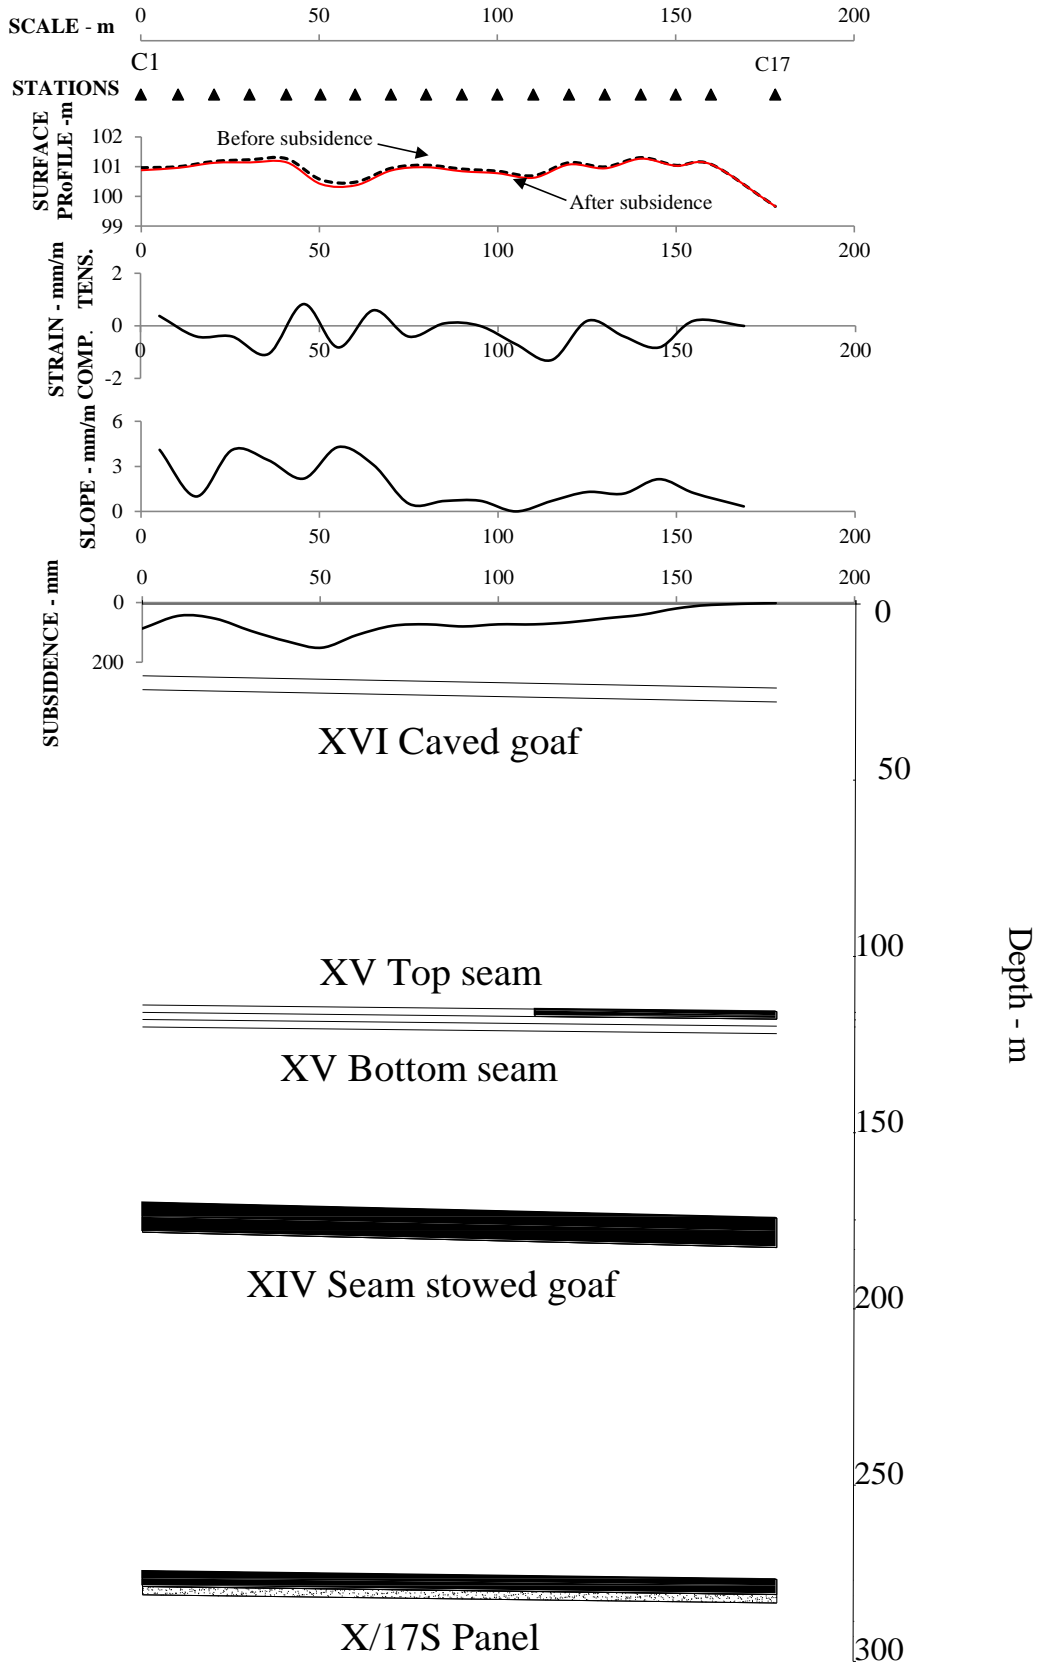 SCALE - m
0 50 100 150 200
C1 C17
STATIONS
SURFACE
PRoFILE -m
102
101
100
99
Before subsidence
After subsidence
0 50 100 150 200
STRAIN - mm/m
COMP. TENS.
2
0
-2
0 50 100 150 200
SLOPE - mm/m
6
3
0
0 50 100 150 200
SUBSIDENCE - mm
0 50 100 150 200
0
200
0
XVI Caved goaf
50
100
XV Top seam
Depth - m
XV Bottom seam
150
XIV Seam stowed goaf
200
250
X/17S Panel
300